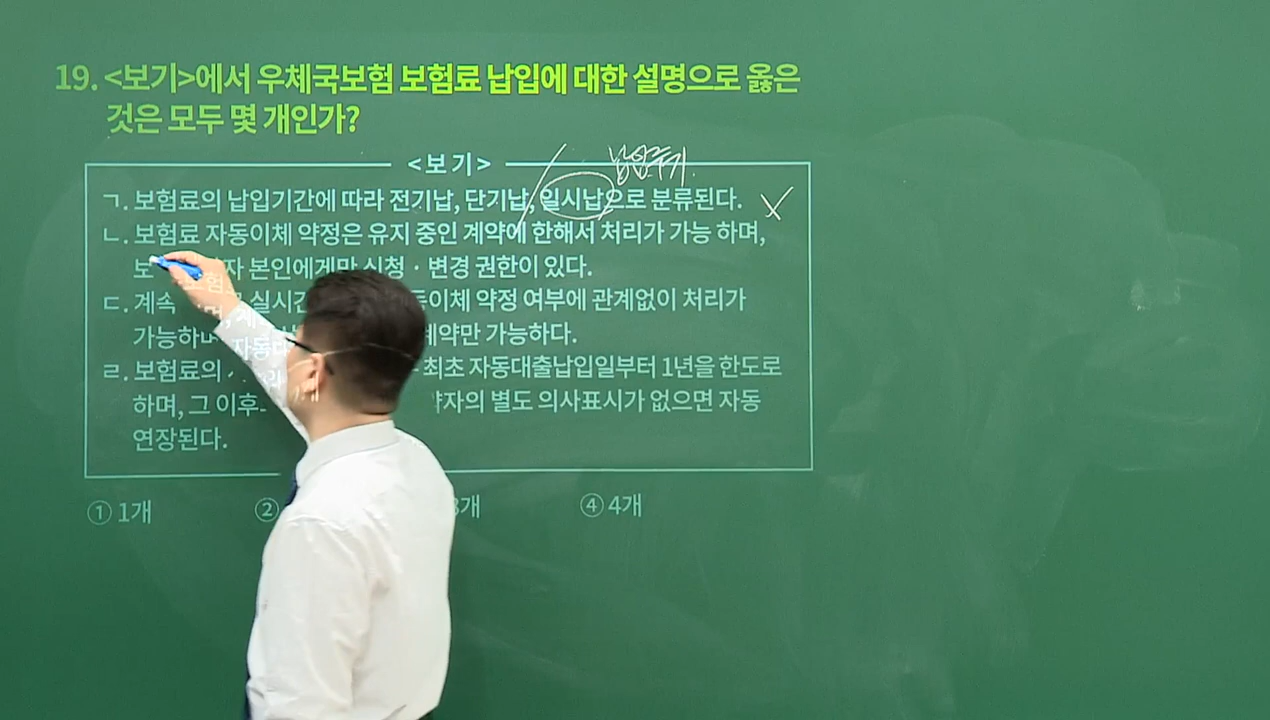 19. <보기>에서 우체국보험 보험료 납입에 대한 설명으로 옳은
것은 모두 몇 개인가?
<보기>
납입주기
ㄱ. 보험료의 납입기간에 따라 전기납, 단기납, 일시납으로 분류된다.
ㄴ. 보험료 자동이체 약정은 유지 중인 계약에 한해서 처리가 가능 하며,
보 자 본인에게만 신청 · 변경 권한이 있다.
ㄷ. 계속 실시간 이체 약정 여부에 관계없이 처리가
가능하며, 계약만 가능하다.
ㄹ. 보험료의 최초 자동대출납입일부터 1년을 한도로
하며, 그 이후 자의 별도 의사표시가 없으면 자동
연장된다.
① 1개 ② 3개 ④ 4개